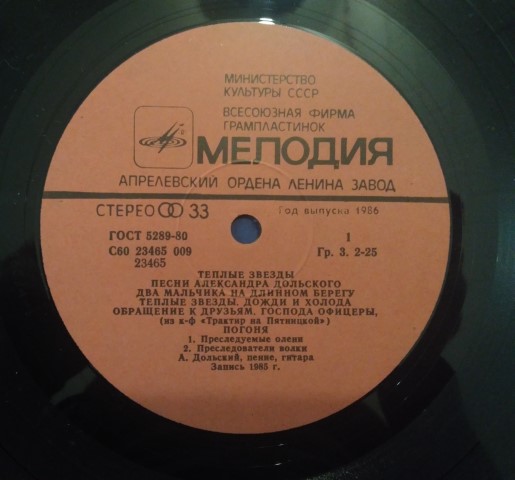 МИНИСТЕРСТВО
КУЛЬТУРЫ СССР
ВСЕСОЮЗНАЯ ФИРМА
ГРАМПЛАСТИНОК
МЕЛОДИЯ
АПРЕЛЕВСКИЙ ОРДЕНА ЛЕНИНА ЗАВОД
СТЕРЕО 33 Год выпуска 1986
ГОСТ 5289-80 1
С60 23465 009 Гр. 3. 2-25
23465
ТЕПЛЫЕ ЗВЕЗДЫ
ПЕСНИ АЛЕКСАНДРА ДОЛЬСКОГО
ДВА МАЛЬЧИКА НА ДЛИННОМ БЕРЕГУ
ТЕПЛЫЕ ЗВЕЗДЫ. ДОЖДИ И ХОЛОДА
ОБРАЩЕНИЕ К ДРУЗЬЯМ. ГОСПОДА ОФИЦЕРЫ,
(из к-ф «Трактир на Пятницкой»)
ПОГОНЯ
1. Преследуемые олени
2. Преследователи волки
А. Дольский, пение, гитара
Запись 1985 г.